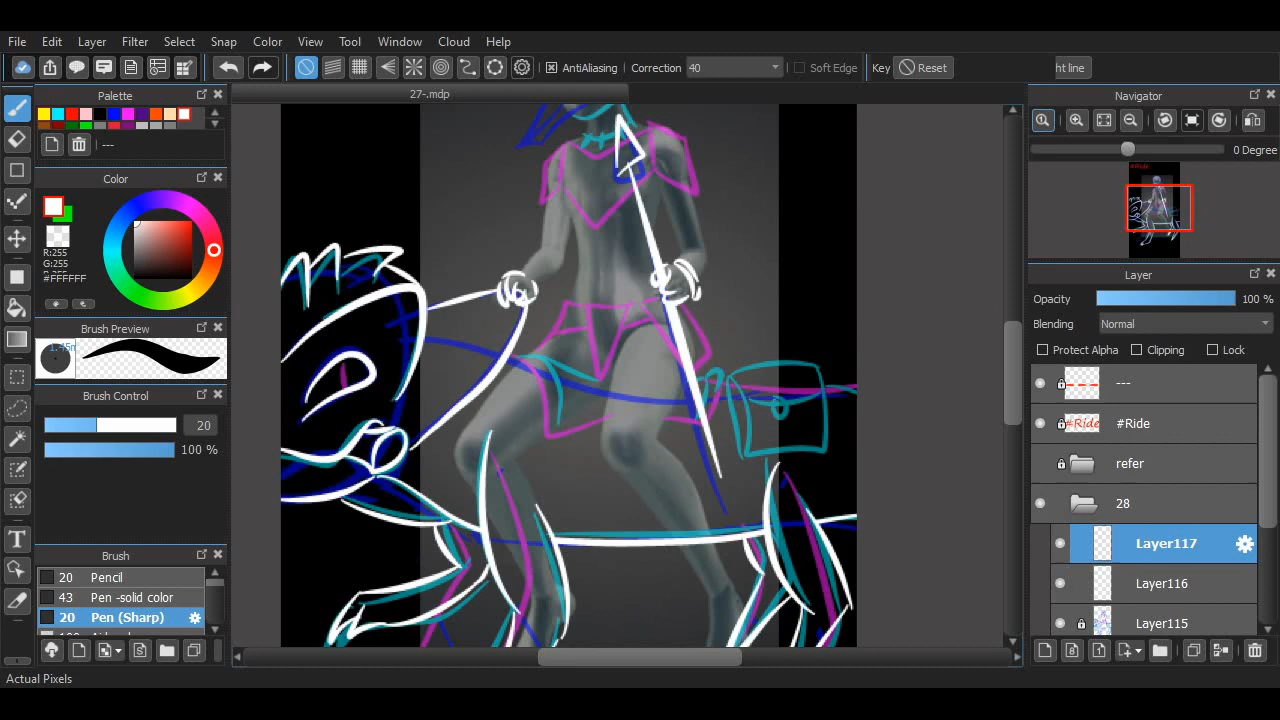 File Edit Layer Filter Select Snap Color View Tool Window Cloud Help
AntiAliasing Correction 40 Soft Edge Key Reset ht line
Palette
27-.mdp
Navigator
---
0 Degree
#Ride
Color
R:255
G:255
#FFFFFF
Layer
Opacity 100 %
Brush Preview
Blending Normal
Protect Alpha Clipping Lock
--- 
Brush Control
#Ride #Ride
20
100 %
refer
28
Layer117
Brush
20 Pencil
Layer116
43 Pen -solid color
20 Pen (Sharp)
Layer115
Actual Pixels